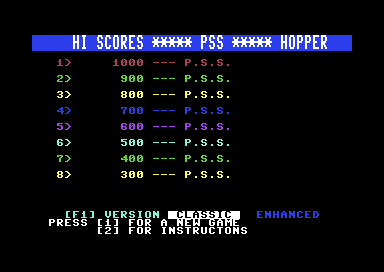 HI SCORES ***** PSS ***** HOPPER
1> 1000 --- P.S.S.
2> 900 --- P.S.S.
3> 800 --- P.S.S.
4> 700 --- P.S.S.
5> 600 --- P.S.S.
6> 500 --- P.S.S.
7> 400 --- P.S.S.
8> 300 --- P.S.S.
[F1] VERSION CLASSIC ENHANCED
PRESS [1] FOR A NEW GAME
[2] FOR INSTRUCTONS